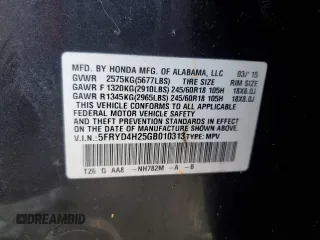 MFD. BY HONDA MFG. OF ALABAMA, LLC 03/ 15
GVWR 2575KG(5677LBS) TIRE SIZE RIM SIZE
GAWR F 1320KG(2910LBS) 245/60R18 105H 18X8.0J
GAWR R1345KG(2965LBS) 245/60R18 105H 18X8.0J
THIS VEHICLE CONFORMS TO ALL APPLICABLE
FEDERAL MOTOR VEHICLE SAFETY AND THEFT
PREVENTION STANDARDS IN EFFECT ON THE DATE
OF MANUFACTURE SHOWN ABOVE.
V.I.N.: 5FRYD4H25GB010313 TYPE: MPV
TZ6 G AA8 -NH782M -A -B